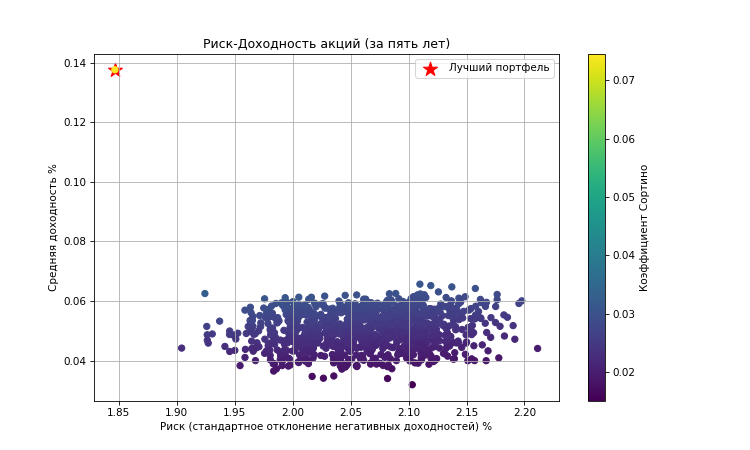 Риск-Доходность акций (за пять лет)
Лучший портфель
0.14
0.12
0.10
0.08
0.06
0.04
Средняя доходность %
1.85 1.90 1.95 2.00 2.05 2.10 2.15 2.20
Риск (стандартное отклонение негативных доходностей) %
0.07
0.06
0.05
0.04
0.03
0.02
Коэффициент Сортино